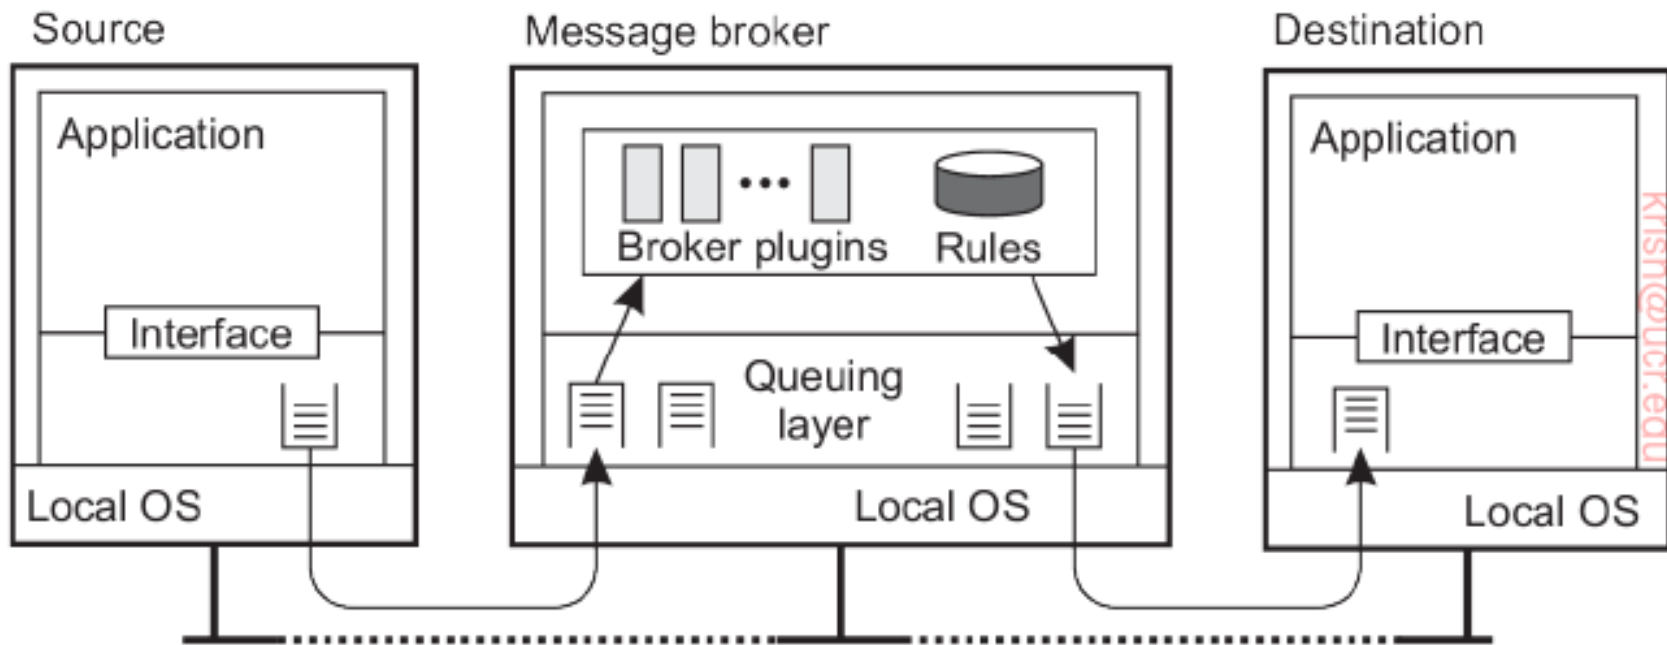 Source
Message broker
Destination
Application
Broker plugins
Rules
Application
Interface
Queuing
layer
Interface
Local OS
Local OS
Local OS
krish@ucr.edu